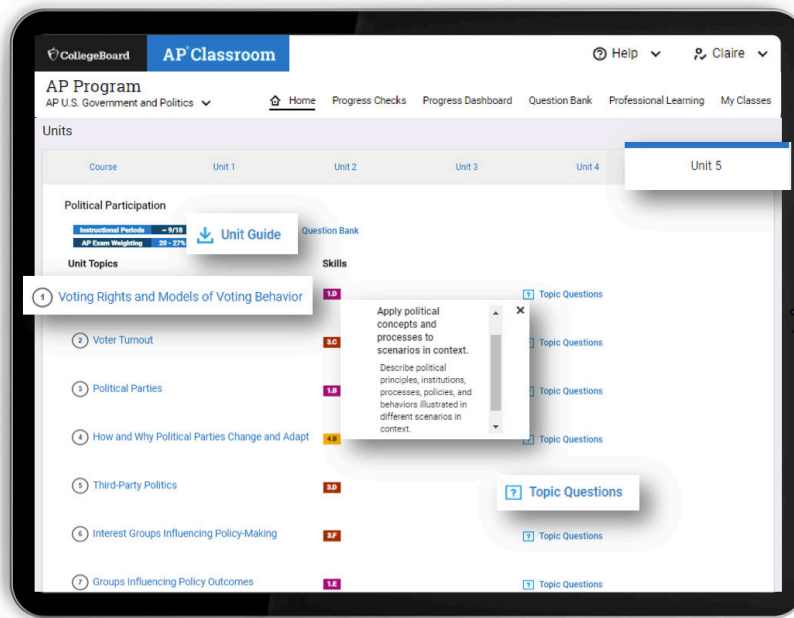 CollegeBoard AP Classroom Help Claire
AP Program
AP U.S. Government and Politics Home Progress Checks Progress Dashboard Question Bank Professional Learning My Classes
Units
Course Unit 1 Unit 2 Unit 3 Unit 4 Unit 5
Political Participation
Instructional Periods ~ 9/18
AP Exam Weighting 20 - 27%
Unit Guide Question Bank
Unit Topics Skills
1 Voting Rights and Models of Voting Behavior 1.D ? Topic Questions
Apply political
concepts and
processes to
scenarios in context.
Describe political
principles, institutions,
processes, policies, and
behaviors illustrated in
different scenarios in
context.
2 Voter Turnout 3.C Topic Questions
3 Political Parties 1.B Topic Questions
4 How and Why Political Parties Change and Adapt 4.B Topic Questions
5 Third-Party Politics 3.D ? Topic Questions
6 Interest Groups Influencing Policy-Making 3.F ? Topic Questions
7 Groups Influencing Policy Outcomes 1.E ? Topic Questions